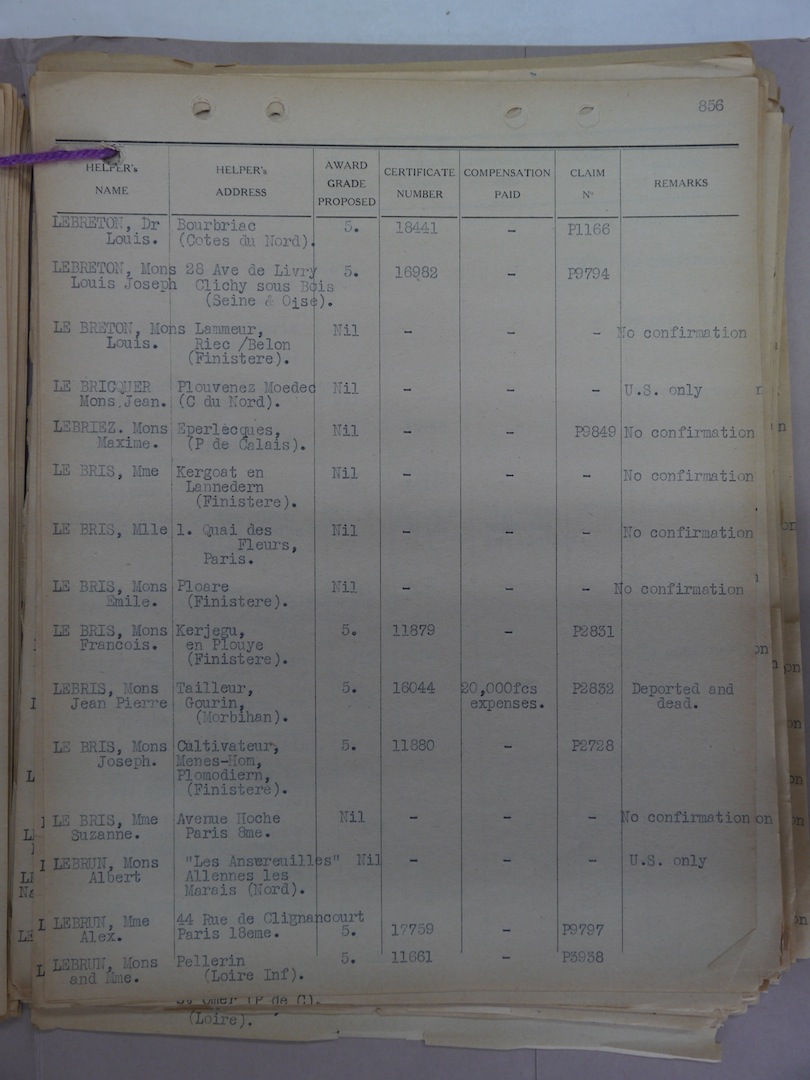 856
HELPER's NAME HELPER's ADDRESS AWARD GRADE PROPOSED CERTIFICATE NUMBER COMPENSATION PAID CLAIM No REMARKS
LEBRETON, Dr Bourbriac 5. 18441 - P1166
Louis. (Cotes du Nord).
LEBRETON, Mons 28 Ave de Livry 5. 16982 - P9794
Louis Joseph Clichy sous Bois
(Seine & Oise).
LE BRETON, Mons Lammeur, Nil - - - No confirmation
Louis. Riec /Belon
(Finistere).
LE BRICQUER Plouvenez Moedec Nil - - - U.S. only
Mons.Jean. (C du Nord).
LEBRIEZ. Mons Eperlecques, Nil - - P9849 No confirmation
Maxime. (P de Calais).
LE BRIS, Mme Kergoat en Nil - - - No confirmation
Lannedern
(Finistere).
LE BRIS, Mlle 1. Quai des Nil - - - No confirmation
Fleurs,
Paris.
LE BRIS, Mons Ploare Nil - - - No confirmation
Emile. (Finistere).
LE BRIS, Mons Kerjegu, 5. 11879 - P2831
Francois. en Plouye
(Finistere).
LEBRIS, Mons Tailleur, 5. 16044 20,000fcs P2832 Deported and
Jean Pierre Gourin, expenses. dead.
(Morbihan).
LE BRIS, Mons Cultivateur, 5. 11880 - P2728
Joseph. Menes-Hom,
Plomodiern,
(Finistere).
LE BRIS, Mme Avenue Hoche Nil - - - No confirmation on
Suzanne. Paris 8me.
LEBRUN, Mons "Les Ansereuilles" Nil - - - U.S. only
Albert Allennes les
Marais (Nord).
LEBRUN, Mme 44 Rue de Clignancourt
Alex. Paris 18eme. 5. 17759 - P9797
LEBRUN, Mons Pellerin 5. 11661 - P3938
and Mme. (Loire Inf).
(Loire).